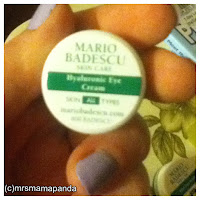 MARIO
BADESCU
SKIN CARE
Hyaluronic Eye
Cream
SKIN ALL TYPES
mariobadescu.com
(c)mrsmamapanda